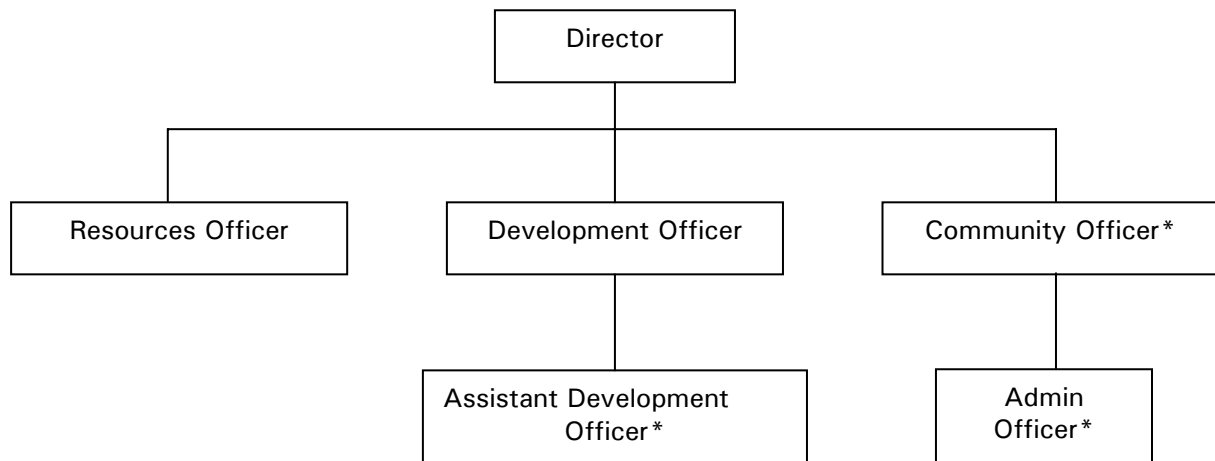 Director
Resources Officer
Development Officer
Community Officer*
Assistant Development
Officer*
Admin
Officer*